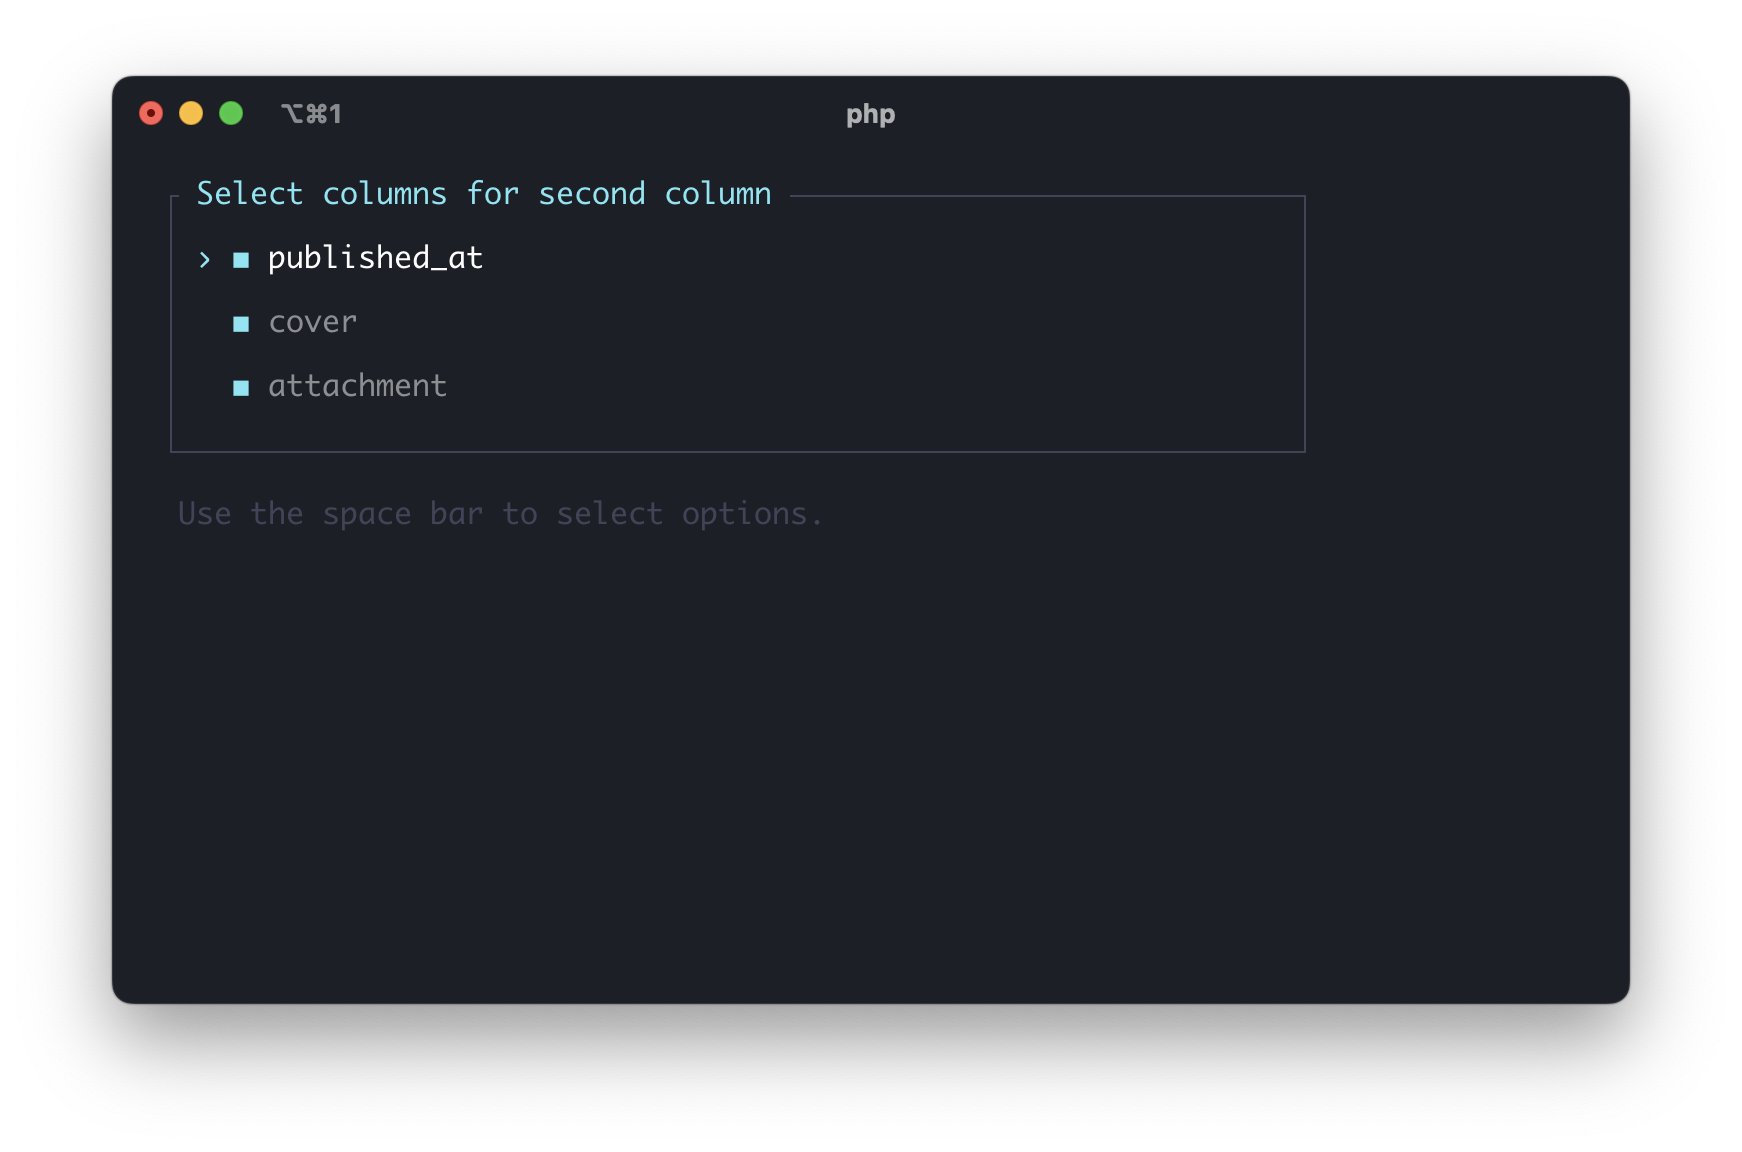 ⌥⌘1
php
Select columns for second column
› ■ published_at
■ cover
■ attachment
Use the space bar to select options.